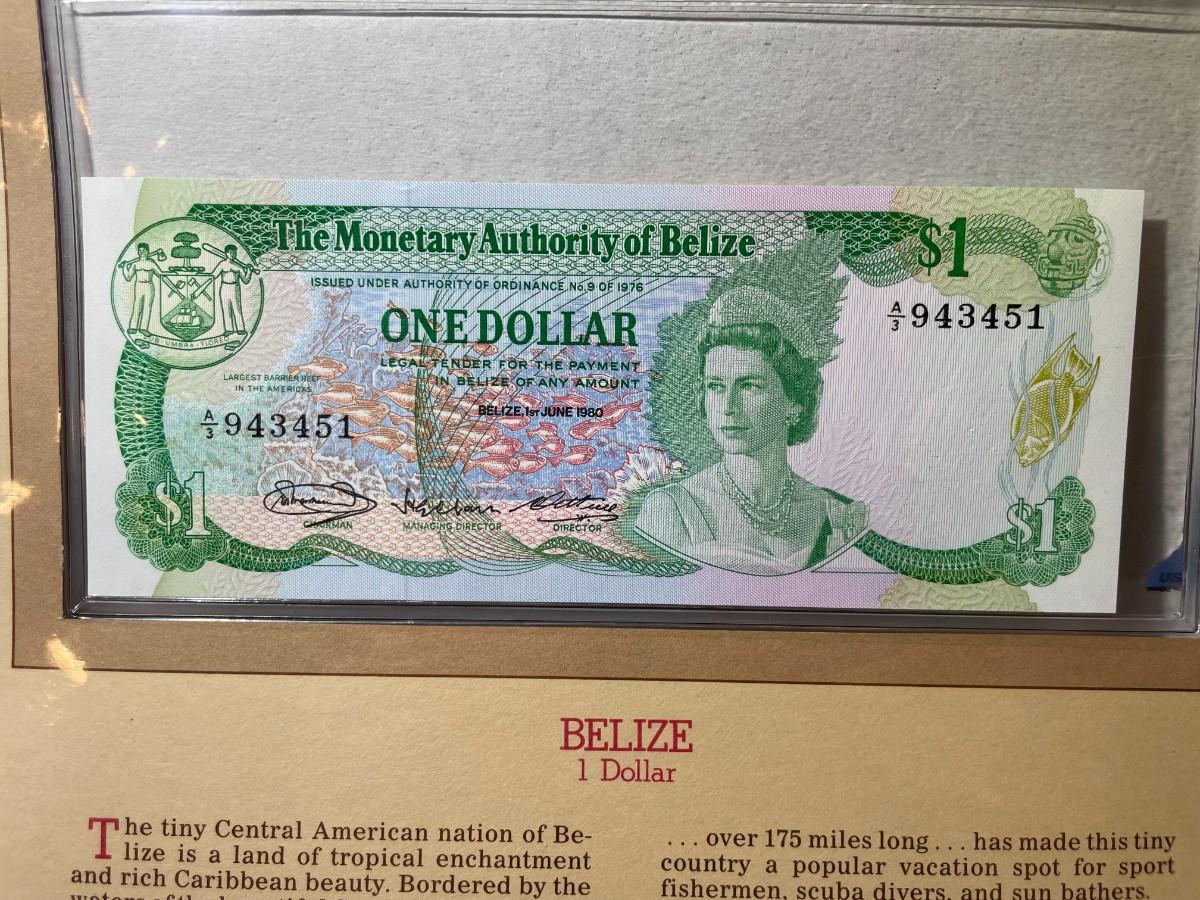 The Monetary Authority of Belize
$1
ISSUED UNDER AUTHORITY OF ORDINANCE No.9 OF 1976
A/3 943451
ONE DOLLAR
LEGAL TENDER FOR THE PAYMENT
IN BELIZE OF ANY AMOUNT
LARGEST BARRIER REEF
IN THE AMERICAS
BELIZE, 1ST JUNE 1980
A/3 943451
$1
CHAIRMAN
MANAGING DIRECTOR
DIRECTOR
$1
US
BELIZE
1 Dollar
The tiny Central American nation of Be-
lize is a land of tropical enchantment
and rich Caribbean beauty. Bordered by the
... over 175 miles long ... has made this tiny
country a popular vacation spot for sport
fishermen, scuba divers, and sun bathers.